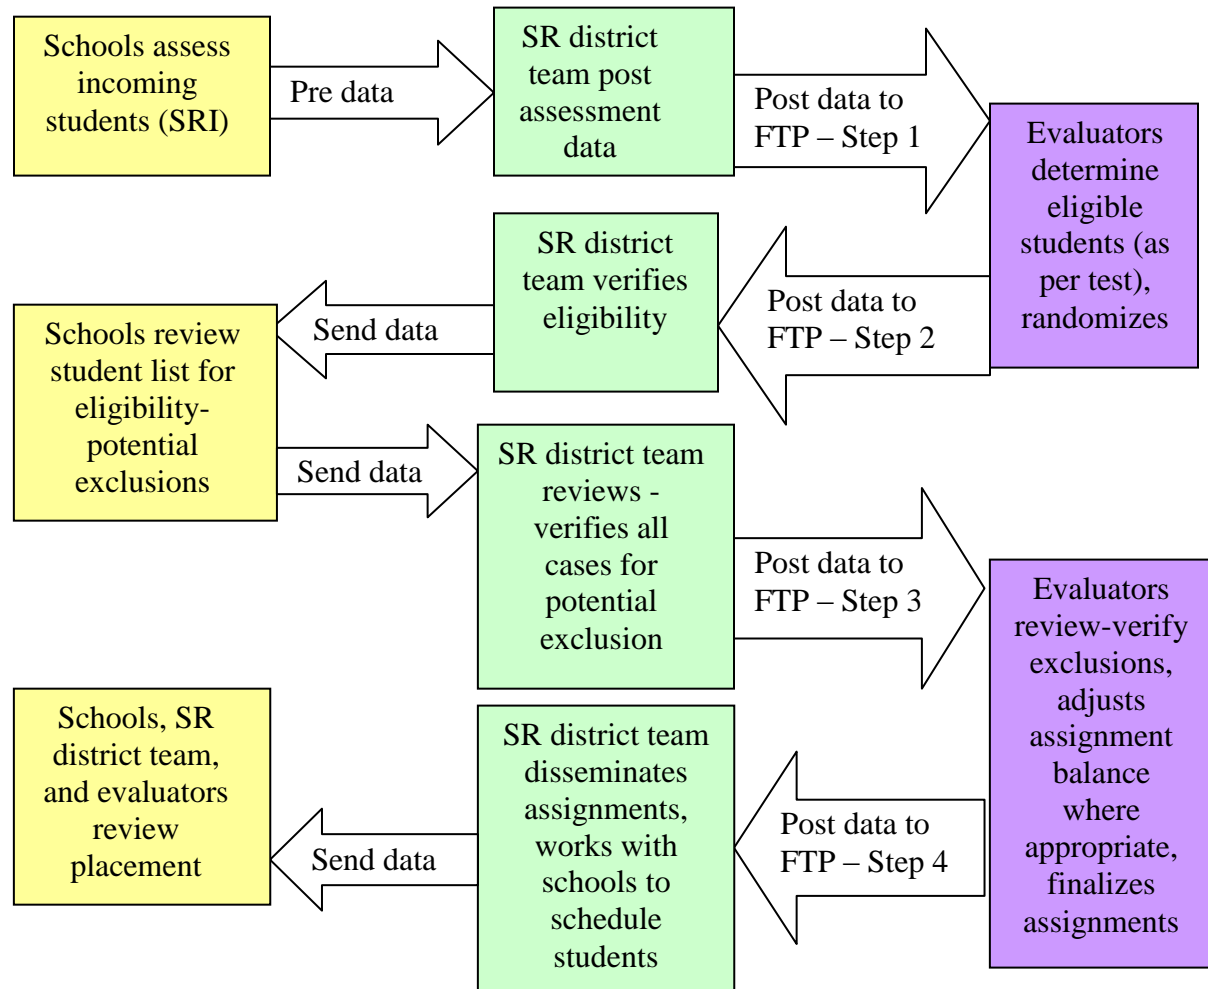 Schools assess
incoming
students (SRI)
Pre data
SR district
team post
assessment
data
Post data to
FTP – Step 1
Evaluators
determine
eligible
students (as
per test),
randomizes
Post data to
FTP – Step 2
SR district
team verifies
eligibility
Send data
Schools review
student list for
eligibility-
potential
exclusions
Send data
SR district team
reviews -
verifies all
cases for
potential
exclusion
Post data to
FTP – Step 3
Evaluators
review-verify
exclusions,
adjusts
assignment
balance
where
appropriate,
finalizes
assignments
Post data to
FTP – Step 4
SR district team
disseminates
assignments,
works with
schools to
schedule
students
Send data
Schools, SR
district team,
and evaluators
review
placement